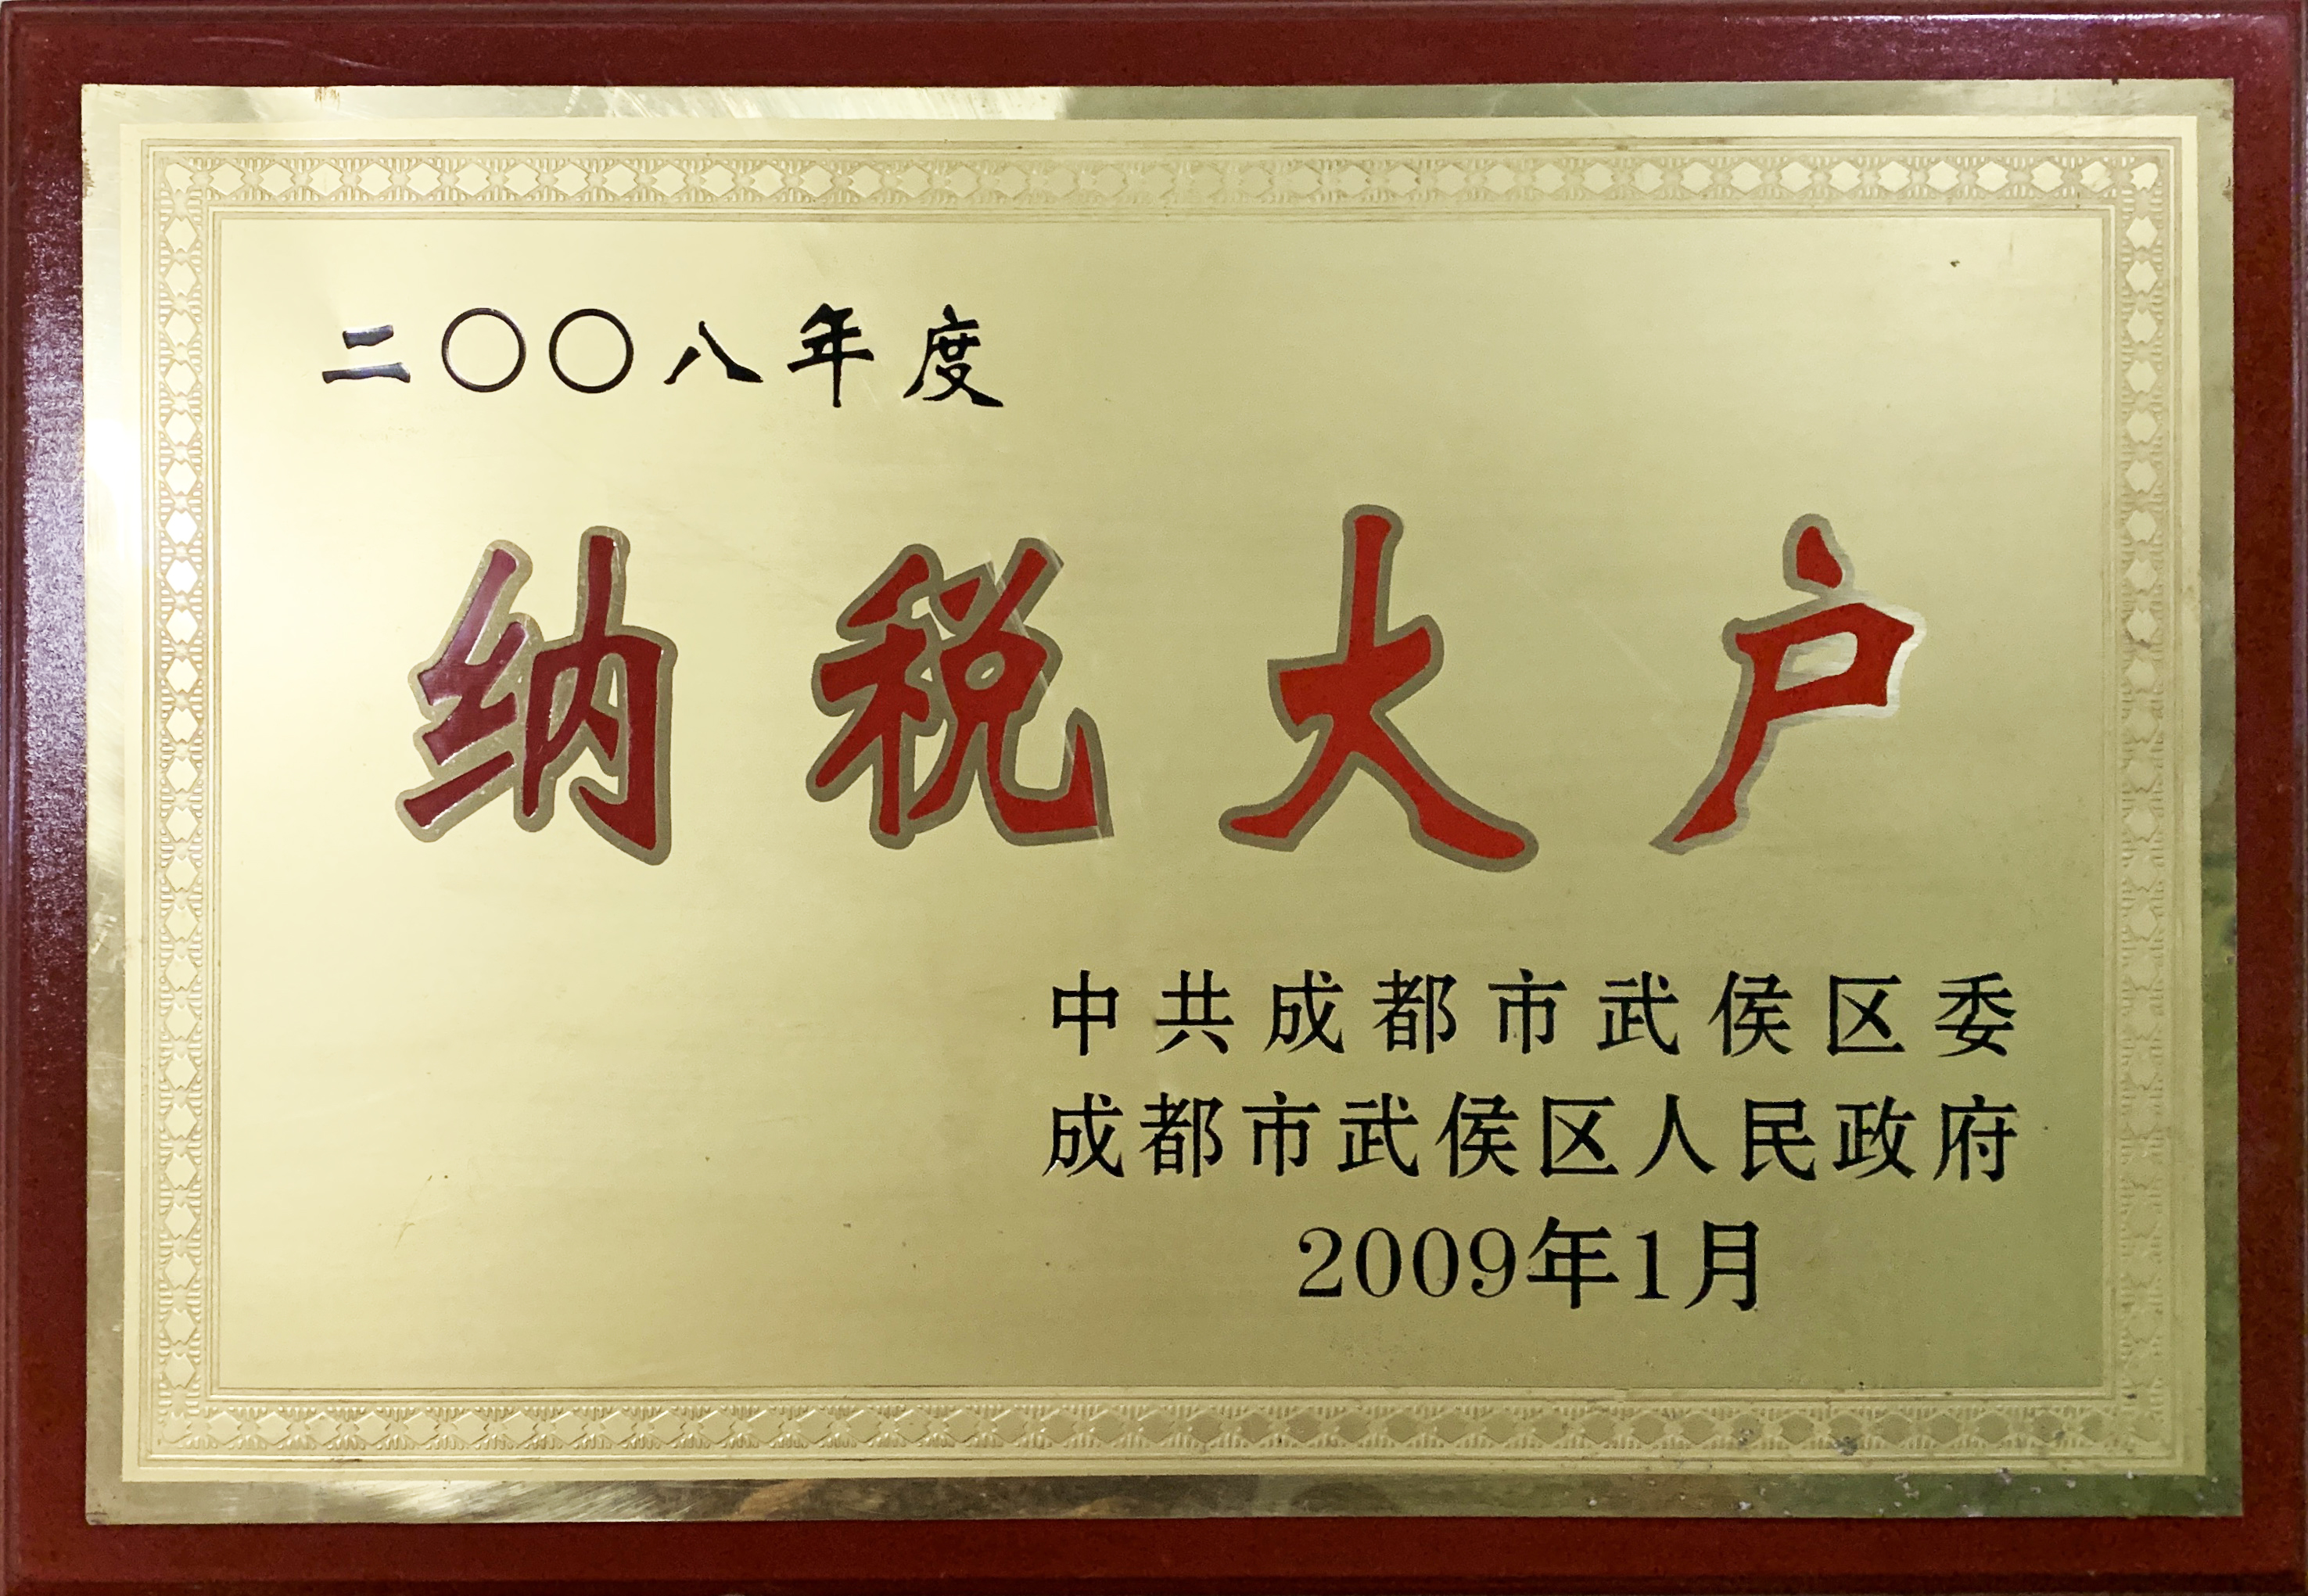 二〇〇八年度
纳税大户
中共成都市武侯区委
成都市武侯区人民政府
2009年1月